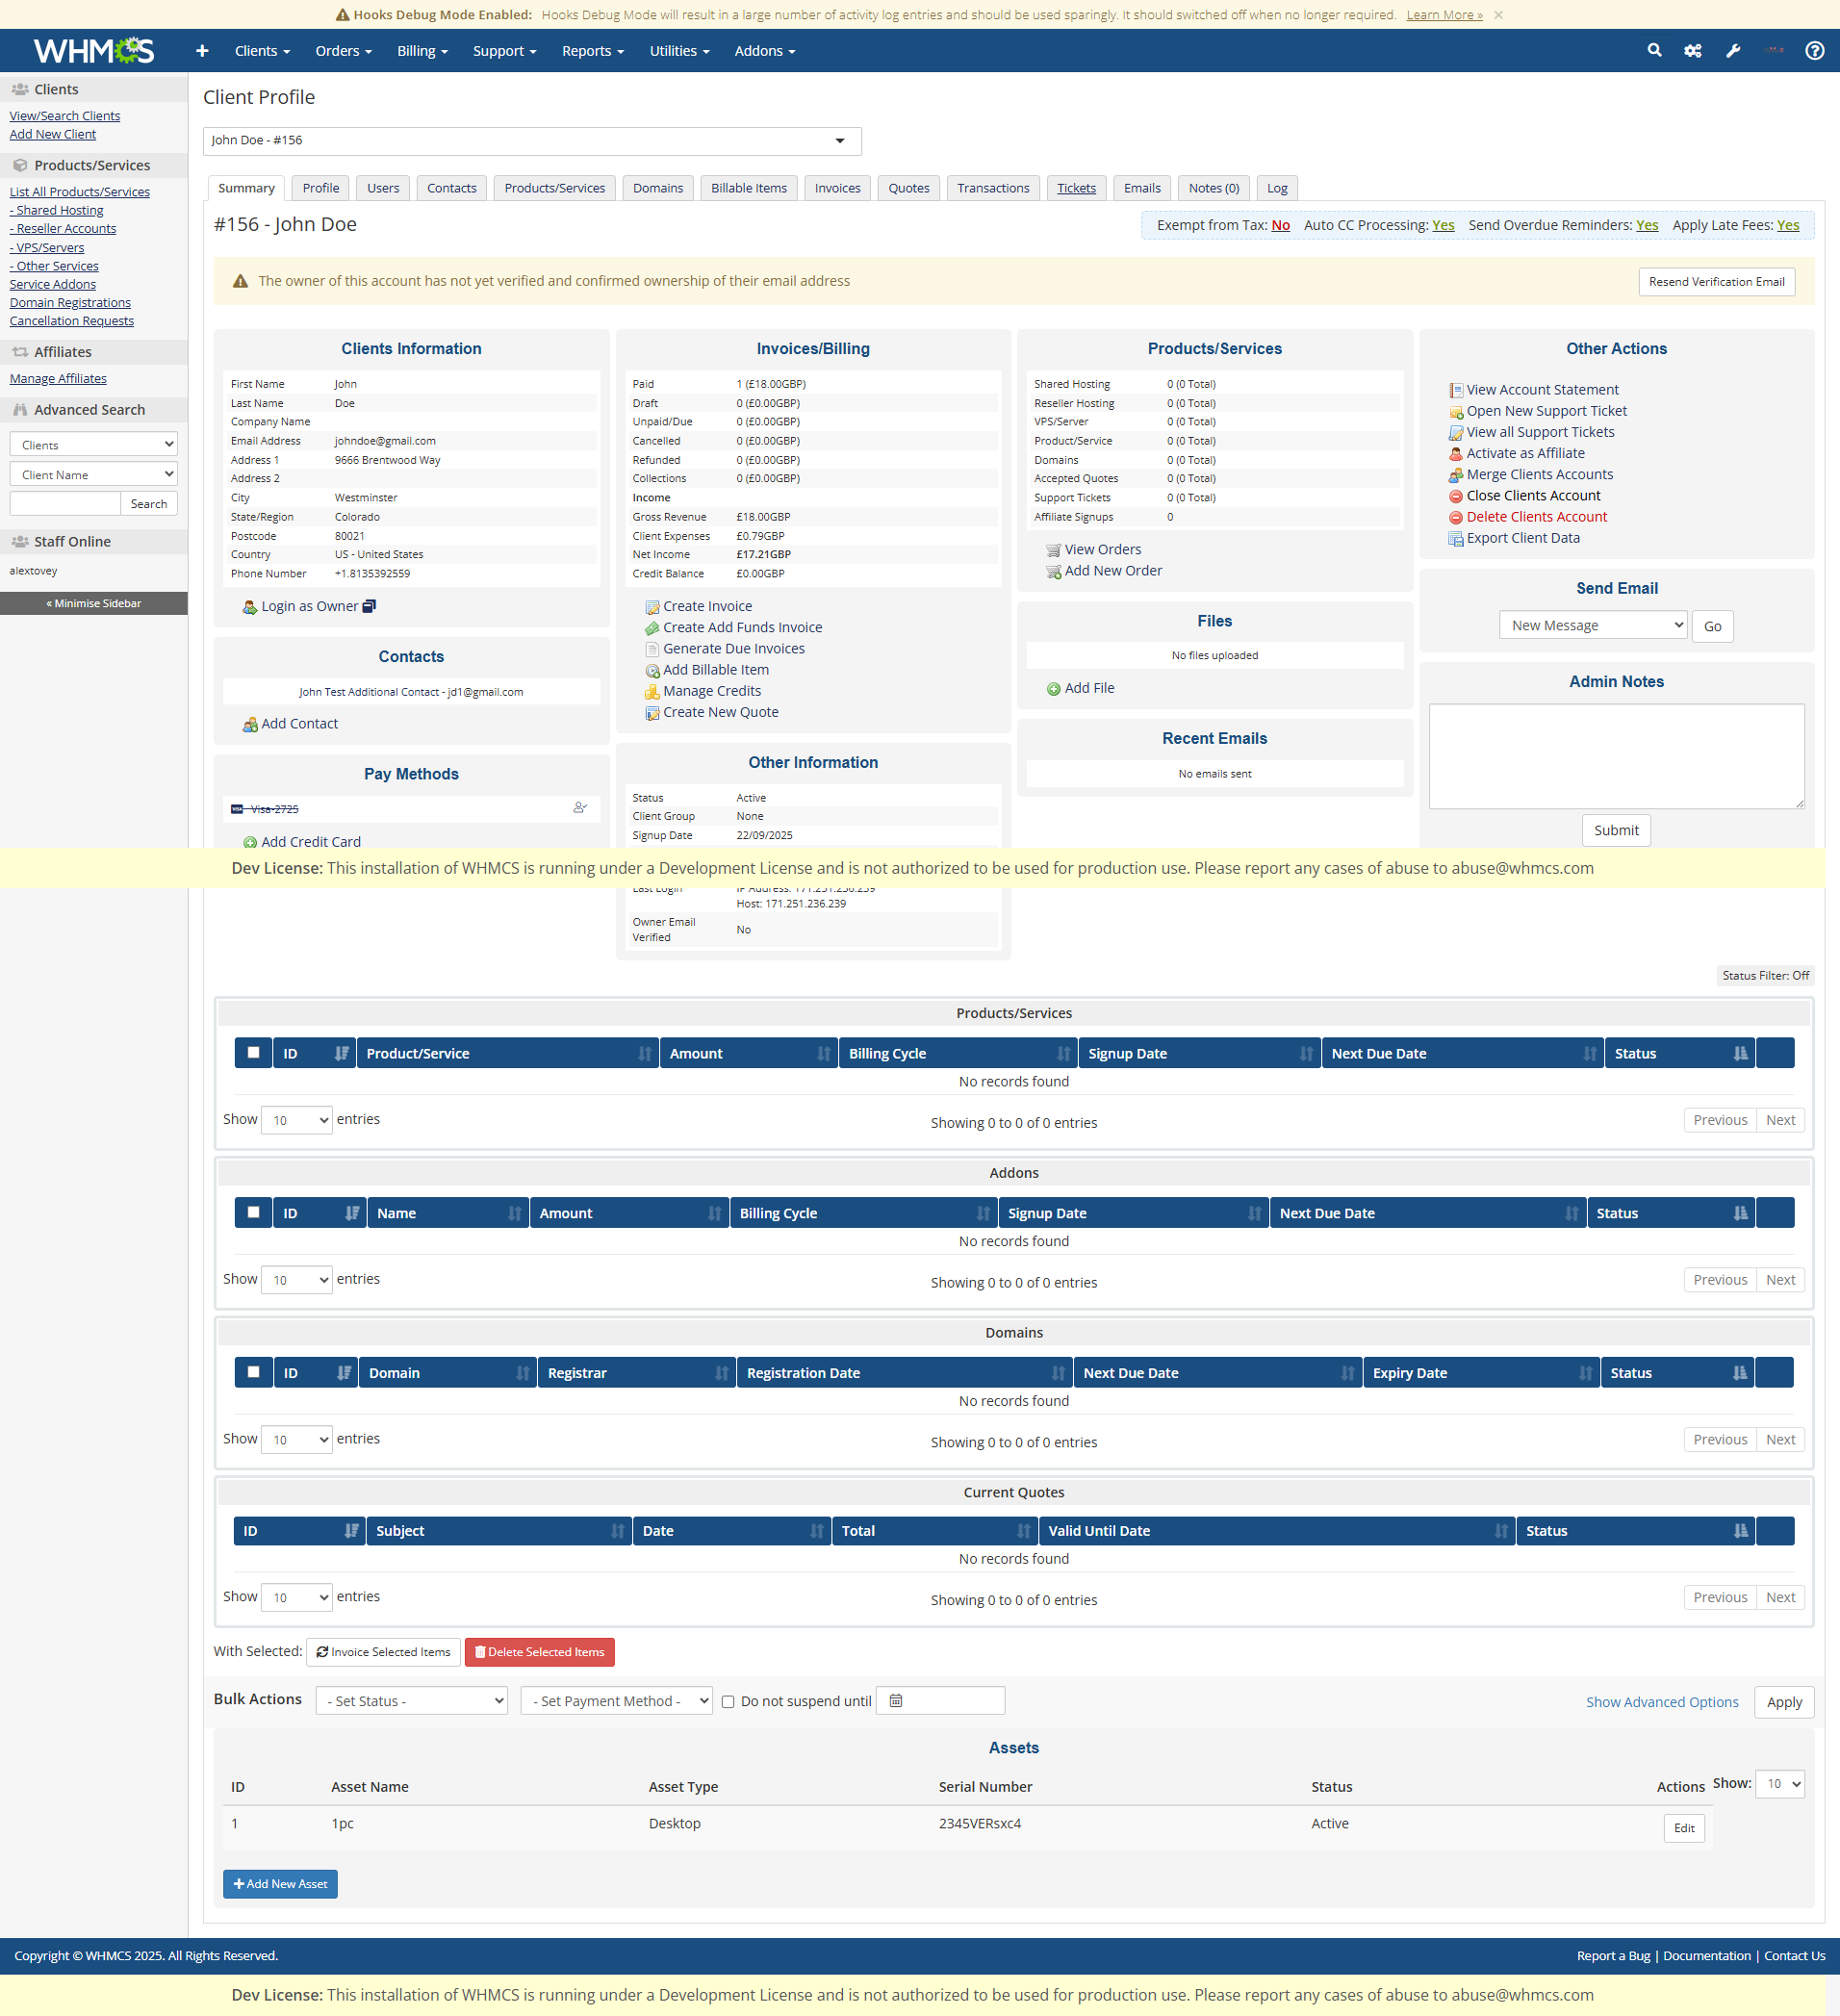 Hooks Debug Mode Enabled: Hooks Debug Mode will result in a large number of activity log entries and should be used sparingly. It should switched off when no longer required. Learn More » ×
WHMCS
Clients Orders Billing Support Reports Utilities Addons
Clients
View/Search Clients
Add New Client
Products/Services
List All Products/Services
- Shared Hosting
- Reseller Accounts
- VPS/Servers
- Other Services
Service Addons
Domain Registrations
Cancellation Requests
Affiliates
Manage Affiliates
Advanced Search
Clients
Client Name
Search
Staff Online
alextovey
« Minimise Sidebar
Client Profile
John Doe - #156
Summary Profile Users Contacts Products/Services Domains Billable Items Invoices Quotes Transactions Tickets Emails Notes (0) Log
#156 - John Doe
Exempt from Tax: No Auto CC Processing: Yes Send Overdue Reminders: Yes Apply Late Fees: Yes
The owner of this account has not yet verified and confirmed ownership of their email address
Resend Verification Email
Clients Information
First Name John
Last Name Doe
Company Name
Email Address johndoe@gmail.com
Address 1 9666 Brentwood Way
Address 2
City Westminster
State/Region Colorado
Postcode 80021
Country US - United States
Phone Number +1.8135392559
Login as Owner
Contacts
John Test Additional Contact - jd1@gmail.com
Add Contact
Pay Methods
VISA Visa-2725
Add Credit Card
Invoices/Billing
Paid 1 (£18.00GBP)
Draft 0 (£0.00GBP)
Unpaid/Due 0 (£0.00GBP)
Cancelled 0 (£0.00GBP)
Refunded 0 (£0.00GBP)
Collections 0 (£0.00GBP)
Income
Gross Revenue £18.00GBP
Client Expenses £0.79GBP
Net Income £17.21GBP
Credit Balance £0.00GBP
Create Invoice
Create Add Funds Invoice
Generate Due Invoices
Add Billable Item
Manage Credits
Create New Quote
Other Information
Status Active
Client Group None
Signup Date 22/09/2025
Last Login IP Address: 171.251.236.239
Host: 171.251.236.239
Owner Email
Verified No
Products/Services
Shared Hosting 0 (0 Total)
Reseller Hosting 0 (0 Total)
VPS/Server 0 (0 Total)
Product/Service 0 (0 Total)
Domains 0 (0 Total)
Accepted Quotes 0 (0 Total)
Support Tickets 0 (0 Total)
Affiliate Signups 0
View Orders
Add New Order
Files
No files uploaded
Add File
Recent Emails
No emails sent
Other Actions
View Account Statement
Open New Support Ticket
View all Support Tickets
Activate as Affiliate
Merge Clients Accounts
Close Clients Account
Delete Clients Account
Export Client Data
Send Email
New Message Go
Admin Notes
Submit
Dev License: This installation of WHMCS is running under a Development License and is not authorized to be used for production use. Please report any cases of abuse to abuse@whmcs.com
Status Filter: Off
Products/Services
ID Product/Service Amount Billing Cycle Signup Date Next Due Date Status
No records found
Show 10 entries Showing 0 to 0 of 0 entries Previous Next
Addons
ID Name Amount Billing Cycle Signup Date Next Due Date Status
No records found
Show 10 entries Showing 0 to 0 of 0 entries Previous Next
Domains
ID Domain Registrar Registration Date Next Due Date Expiry Date Status
No records found
Show 10 entries Showing 0 to 0 of 0 entries Previous Next
Current Quotes
ID Subject Date Total Valid Until Date Status
No records found
Show 10 entries Showing 0 to 0 of 0 entries Previous Next
With Selected: Invoice Selected Items Delete Selected Items
Bulk Actions - Set Status - - Set Payment Method - Do not suspend until Show Advanced Options Apply
Assets
ID Asset Name Asset Type Serial Number Status Actions Show: 10
1 1pc Desktop 2345VERsxc4 Active Edit
Add New Asset
Copyright © WHMCS 2025. All Rights Reserved. Report a Bug | Documentation | Contact Us
Dev License: This installation of WHMCS is running under a Development License and is not authorized to be used for production use. Please report any cases of abuse to abuse@whmcs.com